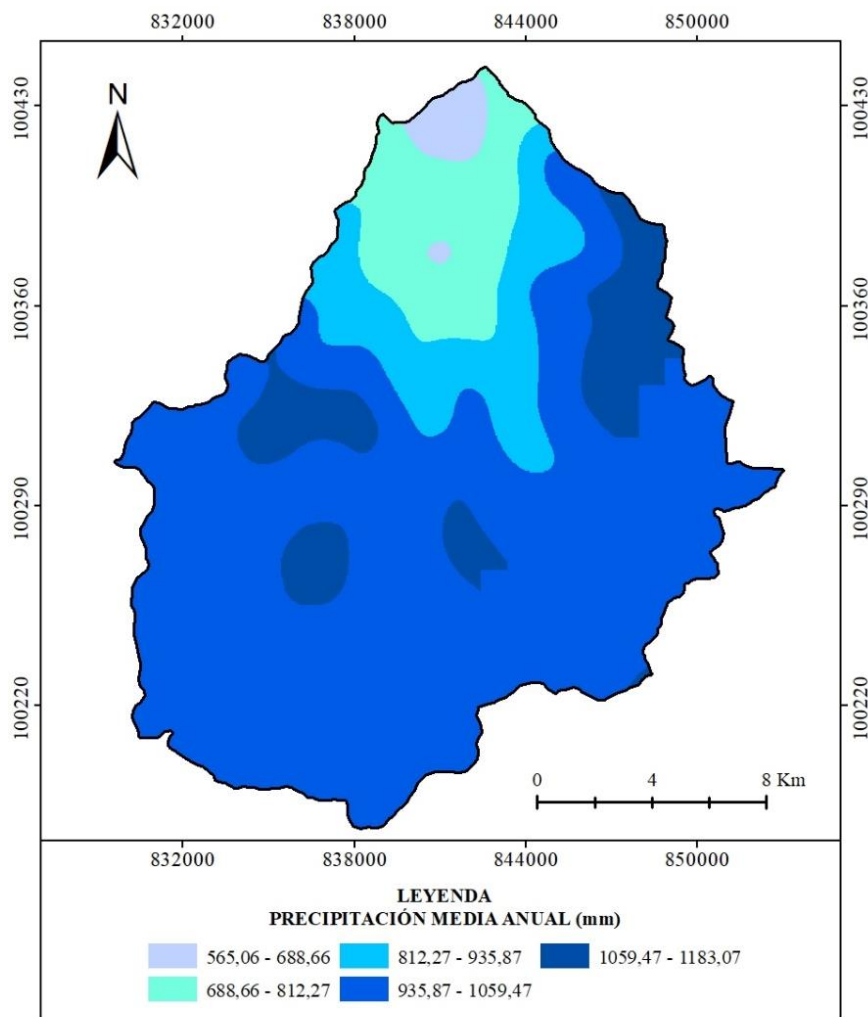 832000 838000 844000 850000
N
100430 100430
100360 100360
100290 100290
100220 100220
0 4 8 Km
832000 838000 844000 850000
LEYENDA
PRECIPITACIÓN MEDIA ANUAL (mm)
565,06 - 688,66 812,27 - 935,87 1059,47 - 1183,07
688,66 - 812,27 935,87 - 1059,47